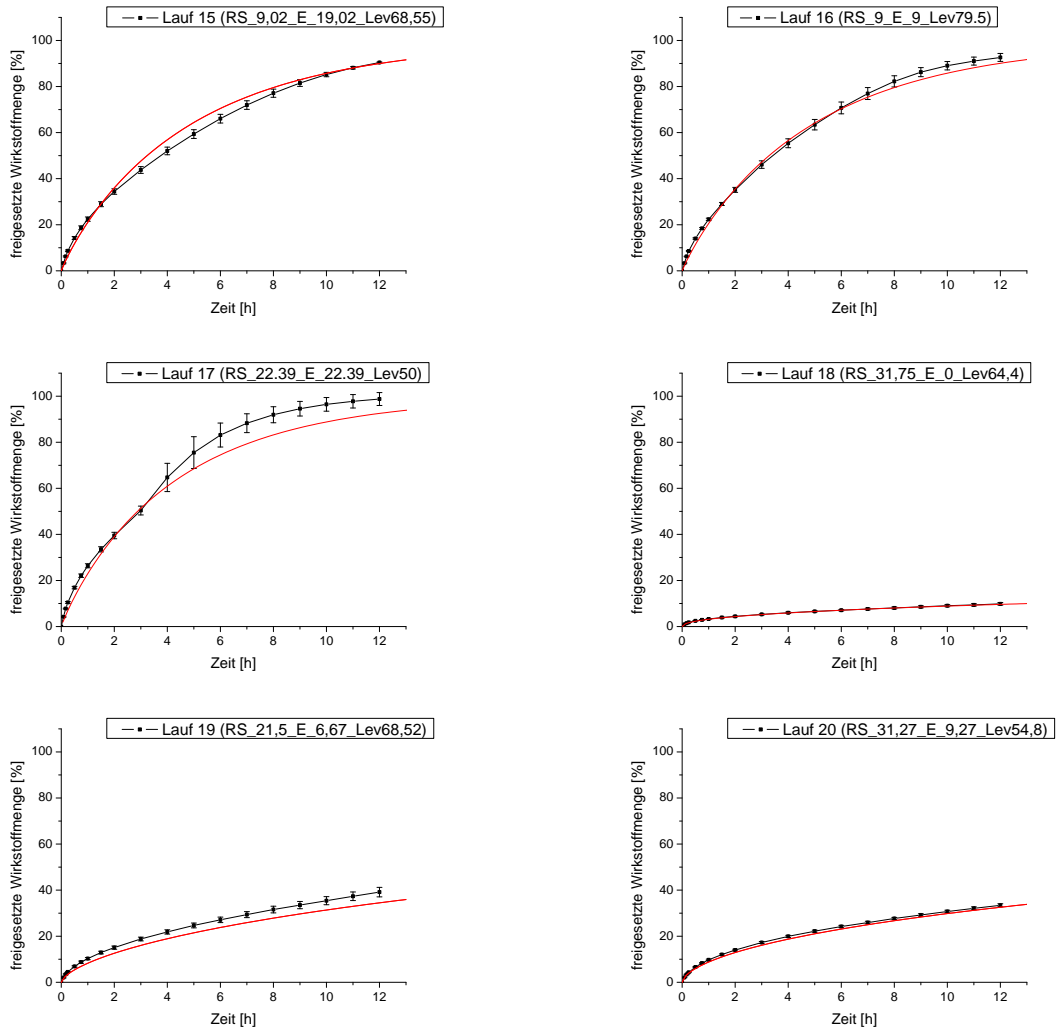 Lauf 15 (RS_9,02_E_19,02_Lev68,55)
freigesetzte Wirkstoffmenge [%]
100
80
60
40
20
0
0 2 4 6 8 10 12
Zeit [h]
Lauf 16 (RS_9_E_9_Lev79.5)
freigesetzte Wirkstoffmenge [%]
100
80
60
40
20
0
0 2 4 6 8 10 12
Zeit [h]
Lauf 17 (RS_22.39_E_22.39_Lev50)
freigesetzte Wirkstoffmenge [%]
100
80
60
40
20
0
0 2 4 6 8 10 12
Zeit [h]
Lauf 18 (RS_31,75_E_0_Lev64,4)
freigesetzte Wirkstoffmenge [%]
100
80
60
40
20
0
0 2 4 6 8 10 12
Zeit [h]
Lauf 19 (RS_21,5_E_6,67_Lev68,52)
freigesetzte Wirkstoffmenge [%]
100
80
60
40
20
0
0 2 4 6 8 10 12
Zeit [h]
Lauf 20 (RS_31,27_E_9,27_Lev54,8)
freigesetzte Wirkstoffmenge [%]
100
80
60
40
20
0
0 2 4 6 8 10 12
Zeit [h]